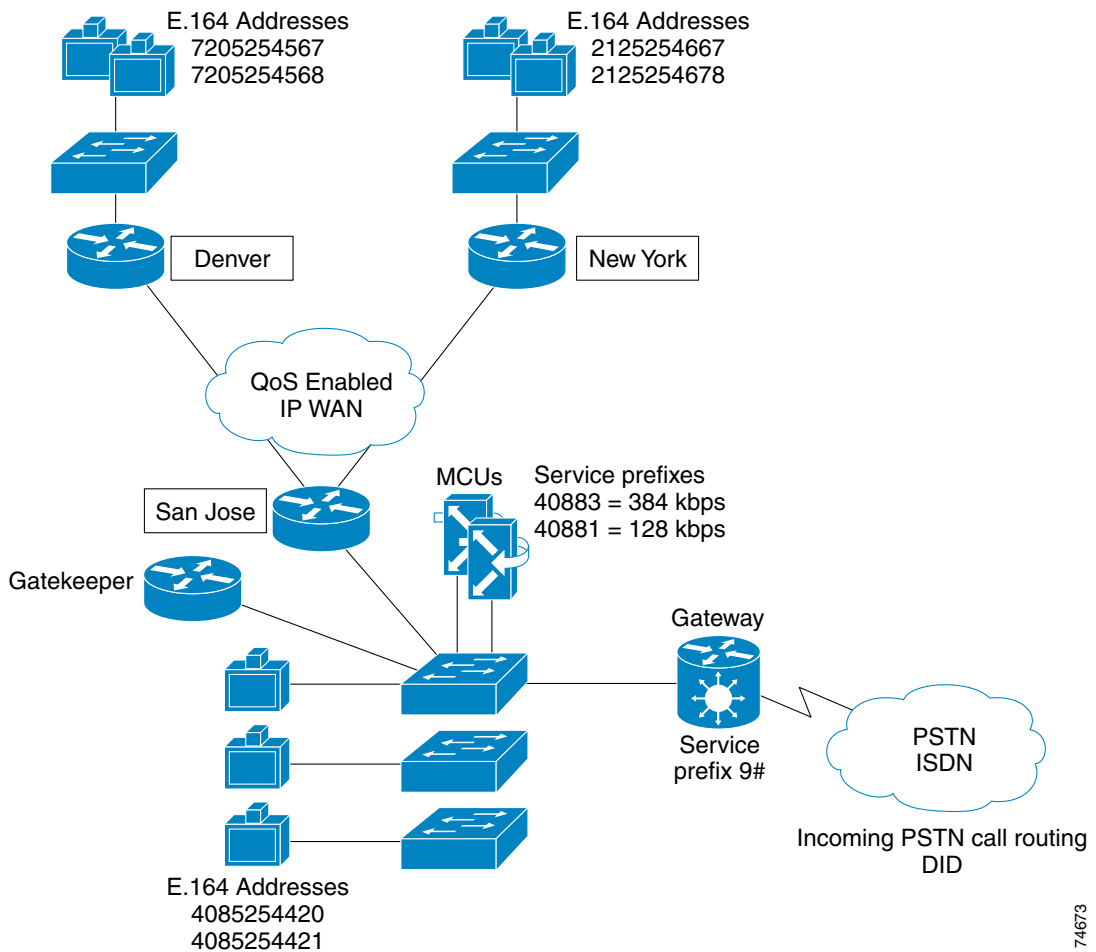 E.164 Addresses
7205254567
7205254568
E.164 Addresses
2125254667
2125254678
Denver
New York
QoS Enabled
IP WAN
San Jose
MCUs
Service prefixes
40883 = 384 kbps
40881 = 128 kbps
Gatekeeper
Gateway
Service
prefix 9#
PSTN
ISDN
Incoming PSTN call routing
DID
E.164 Addresses
4085254420
4085254421
74673